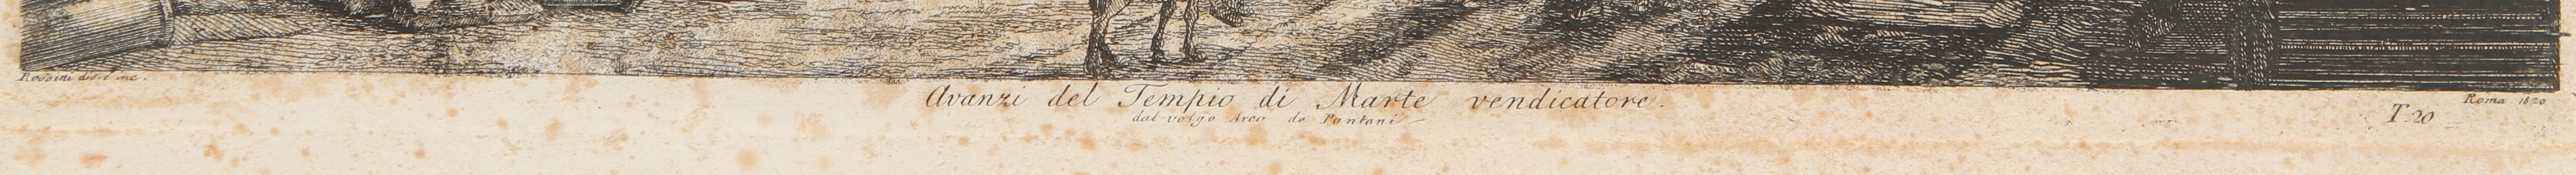 Rossini dis. e inc.
Avanzi del Tempio di Marte vendicatore.
dal volgo Arco de Pantani
Roma 1820
T. 20